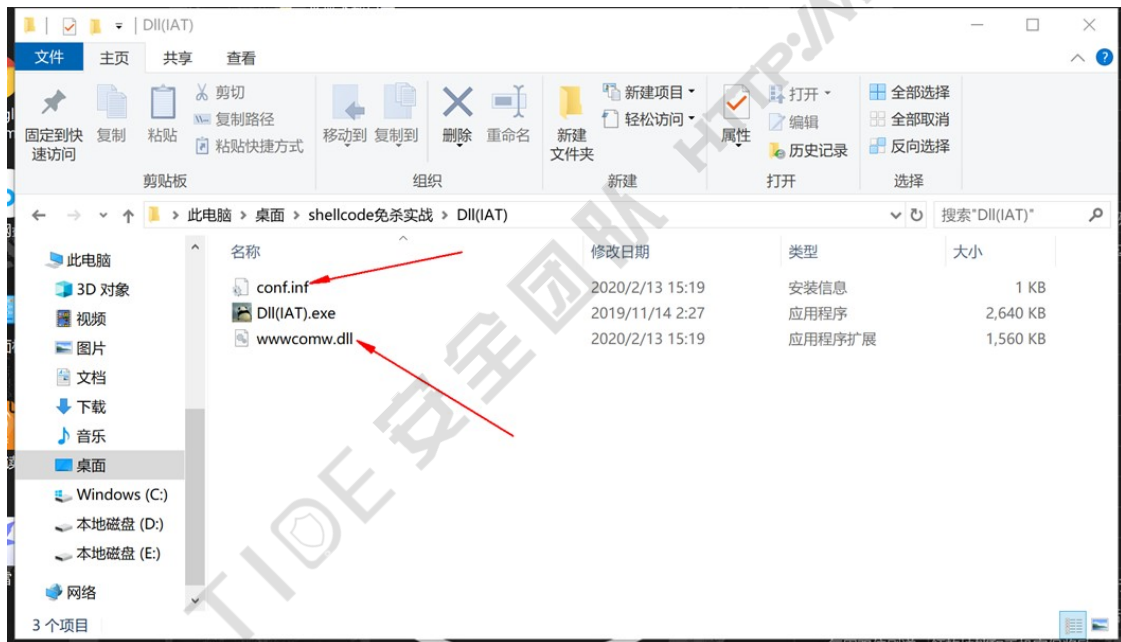 Dll(IAT)
文件 主页 共享 查看
固定到快速访问
复制
粘贴
剪切
复制路径
粘贴快捷方式
移动到 复制到
删除 重命名
新建文件夹
新建项目
轻松访问
属性
打开
编辑
历史记录
全部选择
全部取消
反向选择
剪贴板 组织 新建 打开 选择
此电脑 > 桌面 > shellcode免杀实战 > Dll(IAT)
搜索"Dll(IAT)"
名称 修改日期 类型 大小
conf.inf 2020/2/13 15:19 安装信息 1 KB
Dll(IAT).exe 2019/11/14 2:27 应用程序 2,640 KB
wwwcomw.dll 2020/2/13 15:19 应用程序扩展 1,560 KB
此电脑
3D 对象
视频
图片
文档
下载
音乐
桌面
Windows (C:)
本地磁盘 (D:)
本地磁盘 (E:)
网络
3 个项目
TIDE安全团队